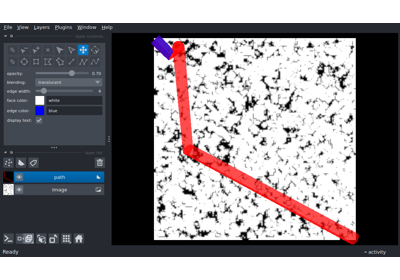 File View Layers Plugins Window Help
opacity: 0.70
blending: translucent
edge width:
face color: white
edge color: blue
display text:
path
Image
Ready
activity